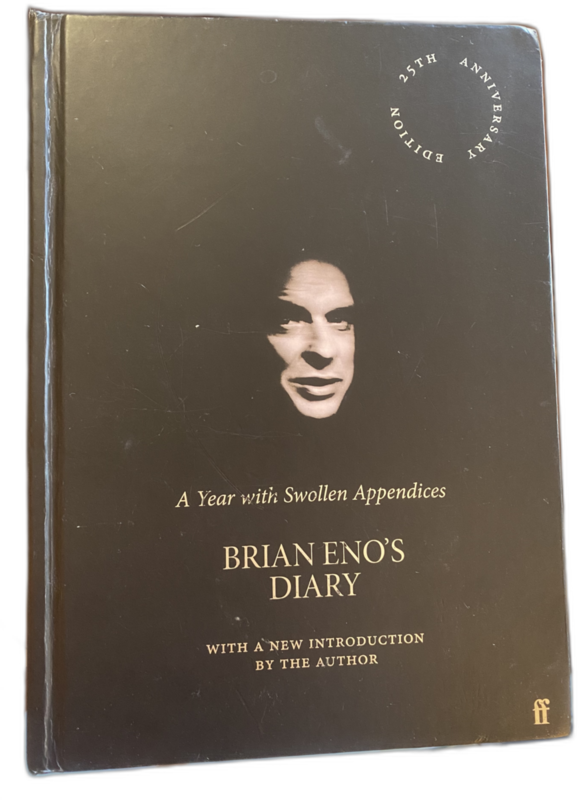 25TH ANNIVERSARY EDITION
A Year with Swollen Appendices
BRIAN ENO'S
DIARY
WITH A NEW INTRODUCTION
BY THE AUTHOR
ff